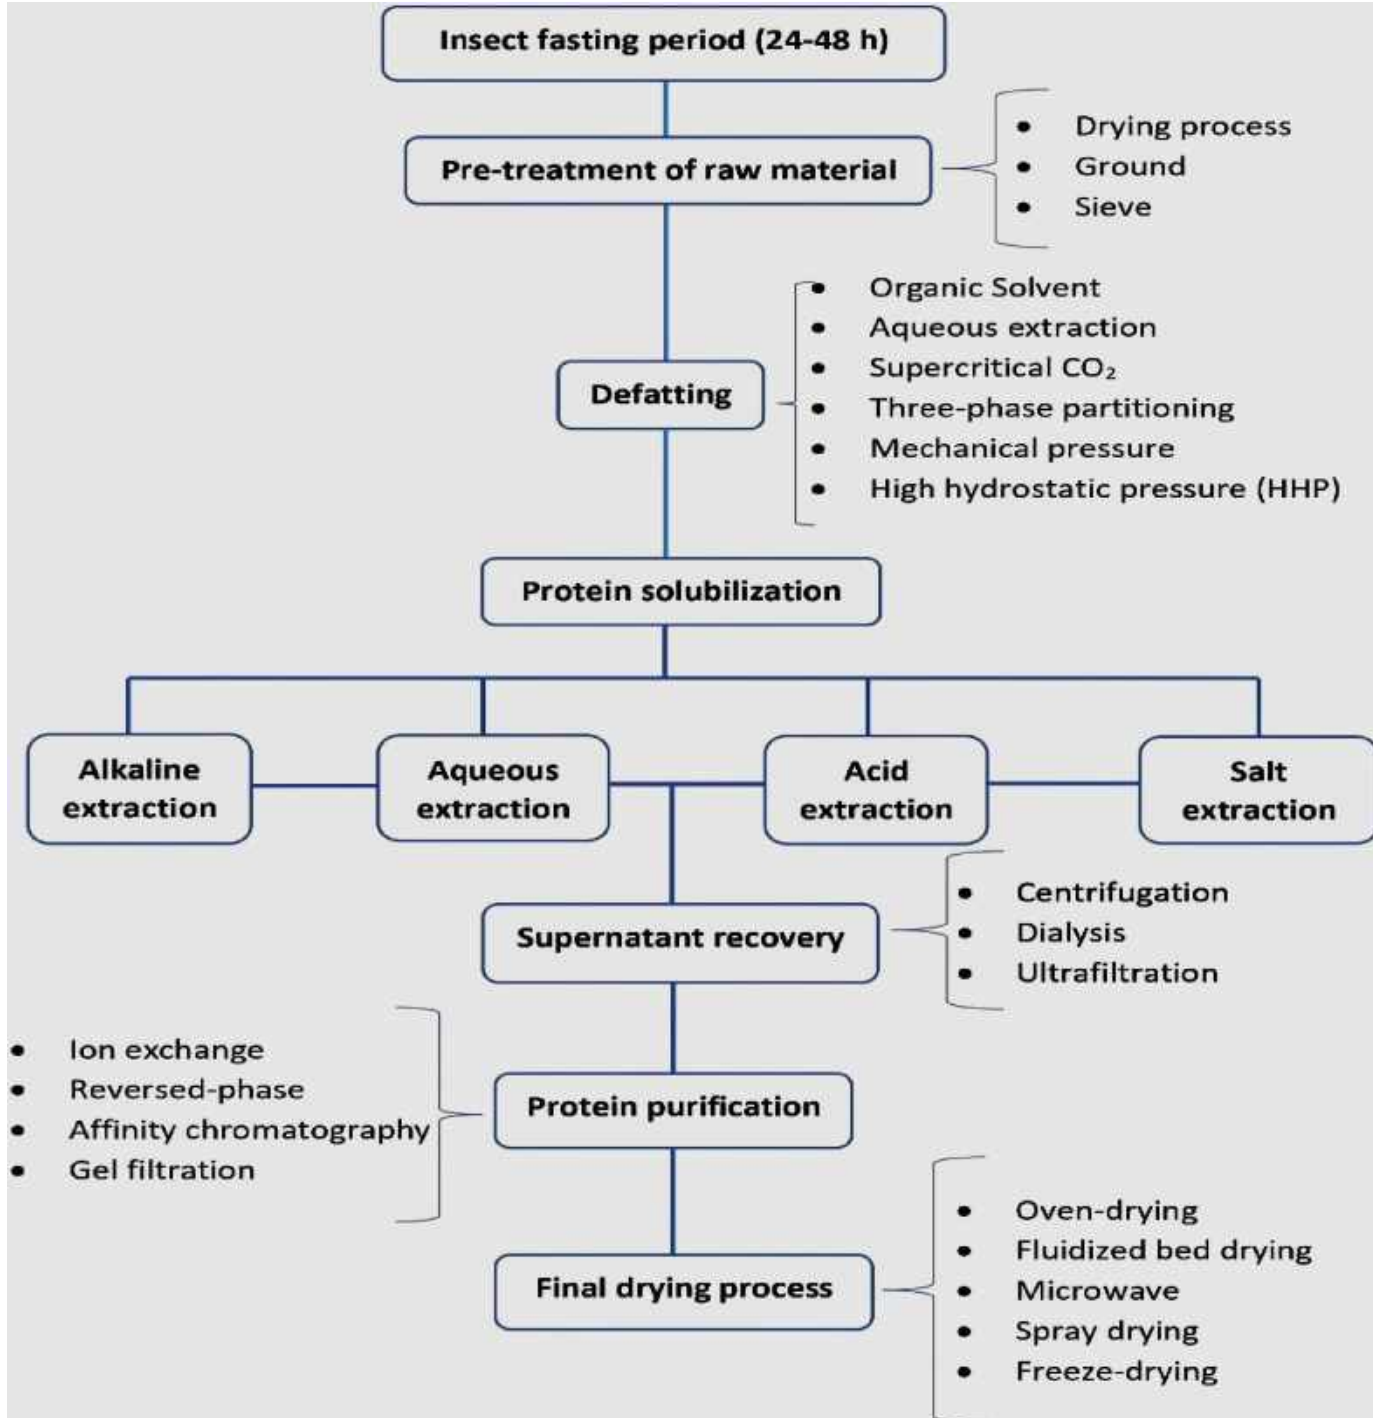 Insect fasting period (24-48 h)
Pre-treatment of raw material
• Drying process
• Ground
• Sieve
Defatting
• Organic Solvent
• Aqueous extraction
• Supercritical CO₂
• Three-phase partitioning
• Mechanical pressure
• High hydrostatic pressure (HHP)
Protein solubilization
Alkaline
extraction
Aqueous
extraction
Acid
extraction
Salt
extraction
Supernatant recovery
• Centrifugation
• Dialysis
• Ultrafiltration
Protein purification
• Ion exchange
• Reversed-phase
• Affinity chromatography
• Gel filtration
Final drying process
• Oven-drying
• Fluidized bed drying
• Microwave
• Spray drying
• Freeze-drying